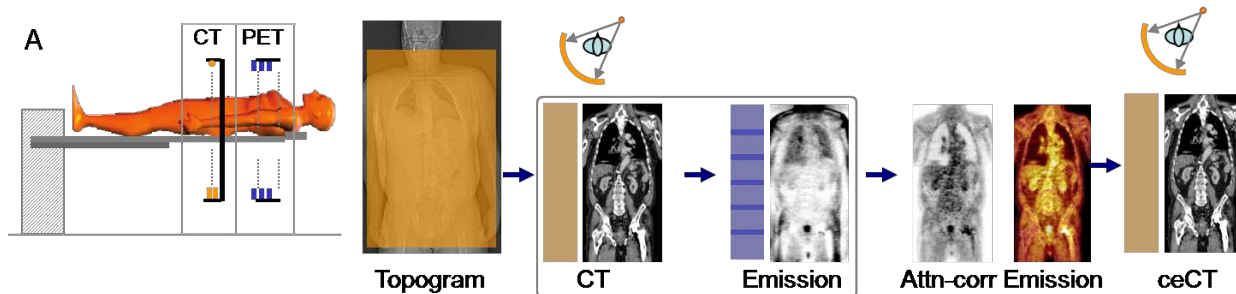 A
CT PET
Topogram
CT
Emission
Attn-corr Emission
ceCT